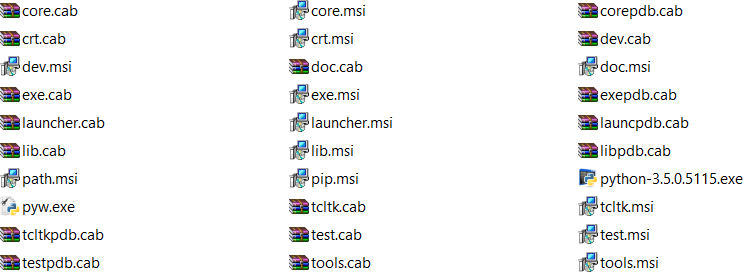 core.cab core.msi corepdb.cab
crt.cab crt.msi dev.cab
dev.msi doc.cab doc.msi
exe.cab exe.msi exepdb.cab
launcher.cab launcher.msi launcpdb.cab
lib.cab lib.msi libpdb.cab
path.msi pip.msi python-3.5.0.5115.exe
pyw.exe tcltk.cab tcltk.msi
tcltkpdb.cab test.cab test.msi
testpdb.cab tools.cab tools.msi